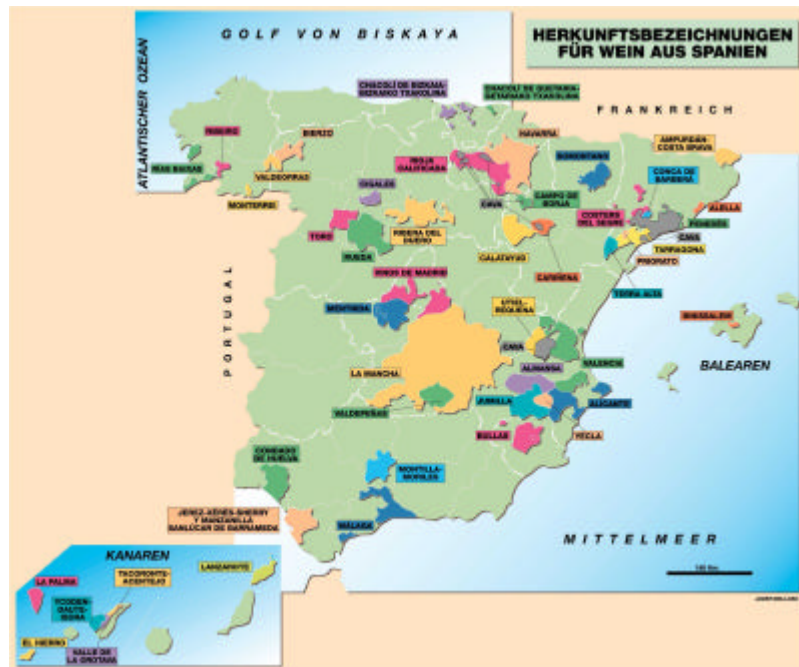 GOLF VON BISKAYA
HERKUNFTSBEZEICHNUNGEN
FÜR WEIN AUS SPANIEN
ATLANTISCHER OZEAN
CHACOLÍ DE BIZKAIA-
BIZKAIKO TXAKOLINA
CHACOLÍ DE GUETARIA-
GETARIAKO TXAKOLINA
FRANKREICH
RIBEIRO
BIERZO
NAVARRA
AMPURDÁN-
COSTA BRAVA
RIAS BAIXAS
VALDEORRAS
RIOJA
CALIFICADA
SOMONTANO
CONCA DE
BARBERÁ
MONTERREI
CIGALES
CAVA
CAMPO DE
BORJA
COSTERS
DEL SEGRE
ALELLA
PENEDÉS
TORO
RIBERA DEL
DUERO
CAVA
RUEDA
CALATAYUD
TARRAGONA
CARIÑENA
PRIORATO
TERRA ALTA
VINOS DE MADRID
MENTRIDA
UTIEL-
REQUENA
BINISSALEM
PORTUGAL
CAVA
VALENCIA
BALEAREN
LA MANCHA
ALMANSA
JUMILLA
ALICANTE
VALDEPEÑAS
BULLAS
YECLA
CONDADO
DE HUELVA
MONTILLA-
MORILES
JEREZ-XÉRÈS-SHERRY
Y MANZANILLA
SANLÚCAR DE BARRAMEDA
MÁLAGA
MITTELMEER
KANAREN
LANZAROTE
LA PALMA
TACORONTE-
ACENTEJO
YCODEN-
DAUTE-
ISORA
EL HIERRO
VALLE DE
LA OROTAVA